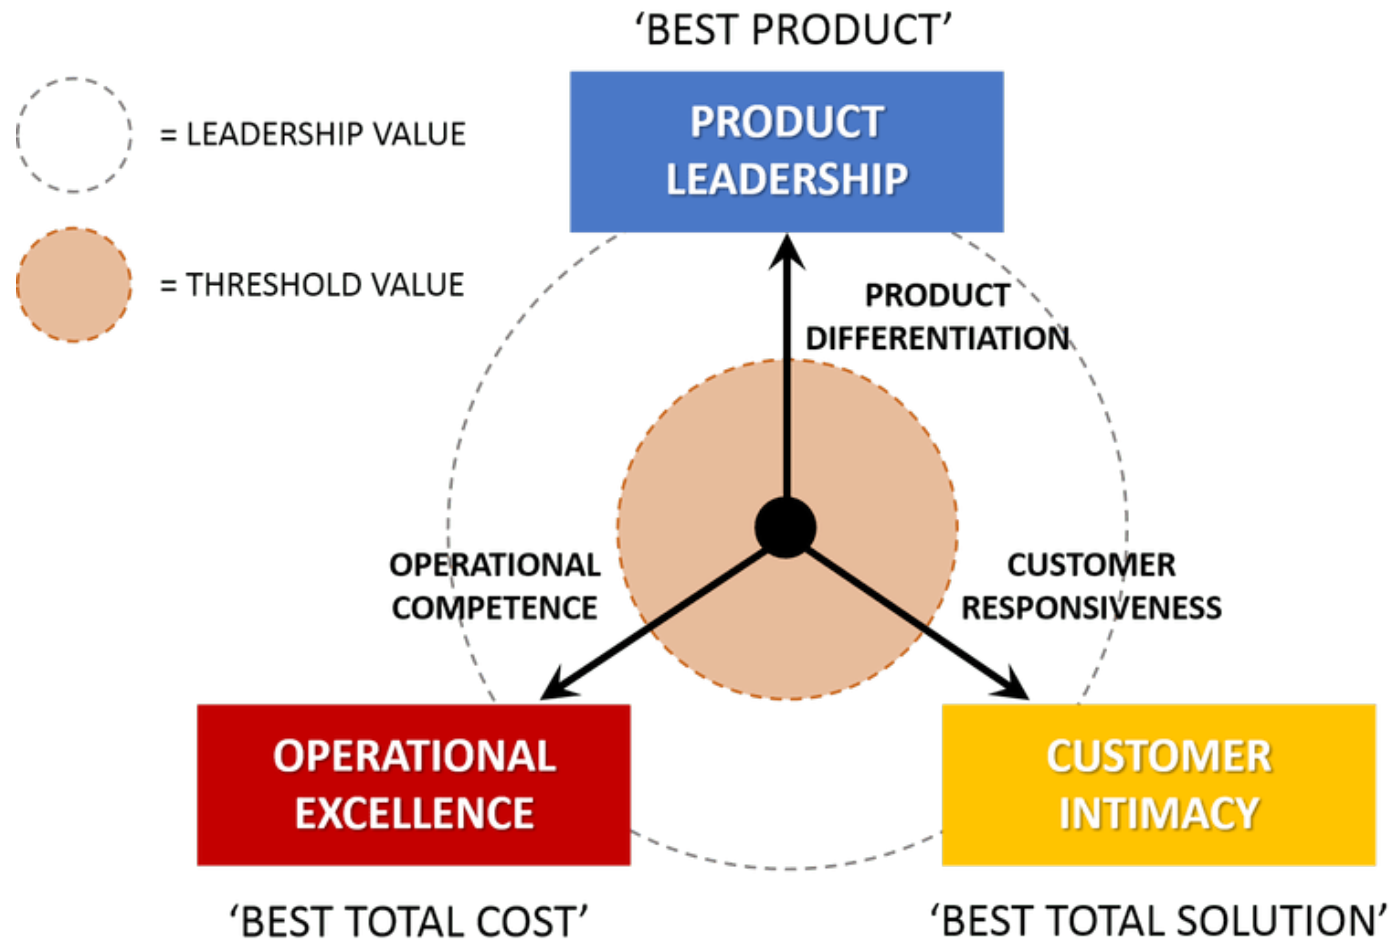 ‘BEST PRODUCT’
PRODUCT
LEADERSHIP
= LEADERSHIP VALUE
= THRESHOLD VALUE
PRODUCT
DIFFERENTIATION
OPERATIONAL
COMPETENCE
CUSTOMER
RESPONSIVENESS
OPERATIONAL
EXCELLENCE
CUSTOMER
INTIMACY
‘BEST TOTAL COST’
‘BEST TOTAL SOLUTION’